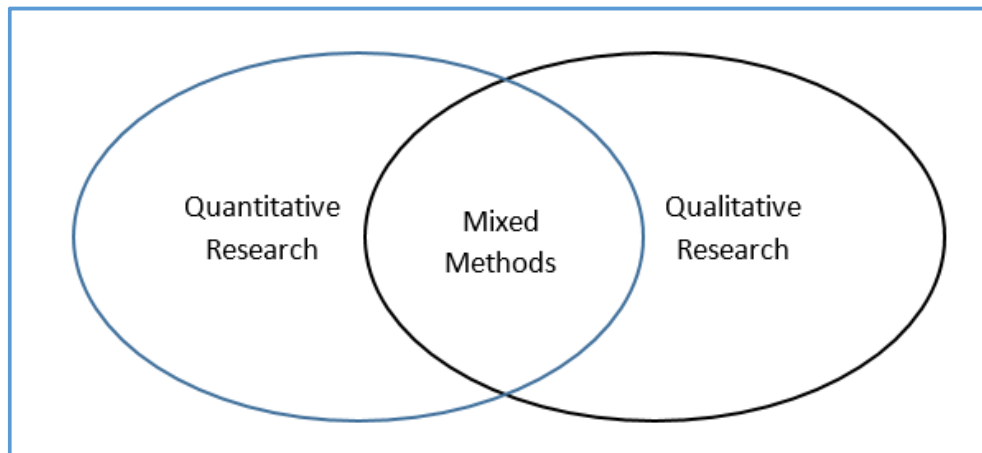 Quantitative
Research
Mixed
Methods
Qualitative
Research